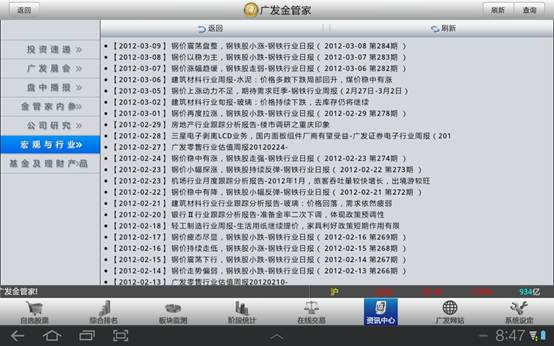 返回
广发金管家
刷新
查询
返回
刷新
投资速递
广发晨会
盘中播报
金管家内参
公司研究
宏观与行业
基金及理财产品
【2012-03-09】钢价震荡盘整，钢铁股小涨-钢铁行业日报（ 2012-03-08 第284期 ）
【2012-03-08】钢价以稳为主，钢铁股小跌-钢铁行业日报（ 2012-03-07 第283期 ）
【2012-03-07】钢价涨幅趋缓，钢铁股走弱-钢铁行业日报（ 2012-03-06 第282期 ）
【2012-03-06】建筑材料行业周报-水泥：价格多数下跌局部回升，煤价稳中有涨
【2012-03-05】钢价上涨动力不足，期待需求旺季-钢铁行业周报（2月27日-3月2日）
【2012-03-02】建筑材料行业旬报-玻璃：价格持续下跌，去库存仍将继续
【2012-03-01】钢价再度拉涨，钢铁股小跌-钢铁行业日报（ 2012-02-29 第278期 ）
【2012-02-29】房地产行业跟踪分析报告-楼市调研之重庆印象
【2012-02-28】三星电子剥离LCD业务，国内面板组件厂商有望受益-广发证券电子行业周报（201
【2012-02-27】广发零售行业估值周报20120224-
【2012-02-24】钢价稳中有涨，钢铁股走强-钢铁行业日报（ 2012-02-23 第274期 ）
【2012-02-23】钢价小幅探涨，钢铁股持续反弹-钢铁行业日报（ 2012-02-22 第273期 ）
【2012-02-23】机场行业月度跟踪分析报告-2012年1月，旅客吞吐量较快增长，出境游较旺
【2012-02-22】钢价稳中有降，钢铁股小幅反弹-钢铁行业日报（ 2012-02-21 第272期 ）
【2012-02-21】建筑材料行业行业跟踪分析报告-玻璃：价格回落，需求依然疲弱
【2012-02-20】银行Ⅱ行业跟踪分析报告-准备金率二次下调，体现政策预调性
【2012-02-18】轻工制造行业周报-生活用纸继续提价，家具利好政策短期作用有限
【2012-02-17】钢价疲态尽显，钢铁股小跌-钢铁行业日报（ 2012-02-16 第269期 ）
【2012-02-16】钢价持续走低，钢铁股小涨-钢铁行业日报（ 2012-02-15 第268期 ）
【2012-02-15】钢价震荡下行，钢铁股小跌-钢铁行业日报（ 2012-02-14 第267期 ）
【2012-02-14】钢价走势偏弱，钢铁股小跌-钢铁行业日报（ 2012-02-13 第266期 ）
【2012-02-13】广发零售行业估值周报20120210-
广发金管家!
沪
934亿
自选股票
综合排名
板块监测
阶段统计
在线交易
资讯中心
广发网站
系统设定
8:47